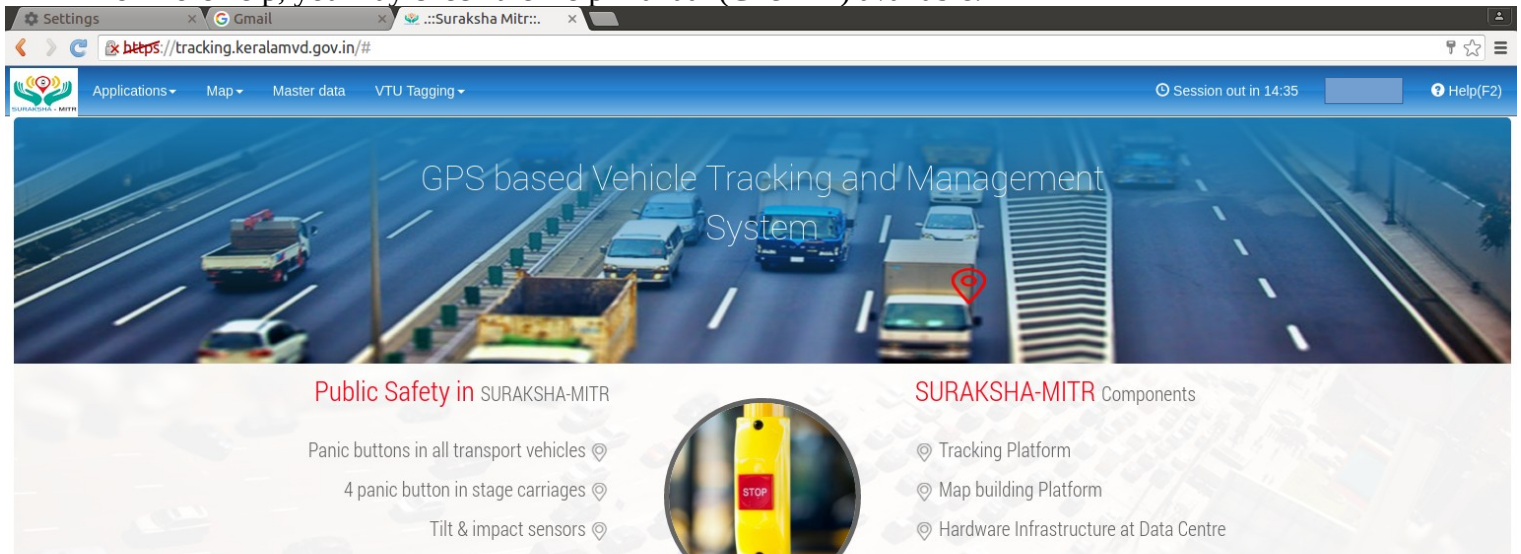 Settings
Gmail
.::Suraksha Mitr::.
https://tracking.keralamvd.gov.in/#
SURAKSHA - MITR
Applications
Map
Master data
VTU Tagging
Session out in 14:35
Help(F2)
GPS based Vehicle Tracking and Management
System
Public Safety in SURAKSHA-MITR
Panic buttons in all transport vehicles
4 panic button in stage carriages
Tilt & impact sensors
STOP
SURAKSHA-MITR Components
Tracking Platform
Map building Platform
Hardware Infrastructure at Data Centre